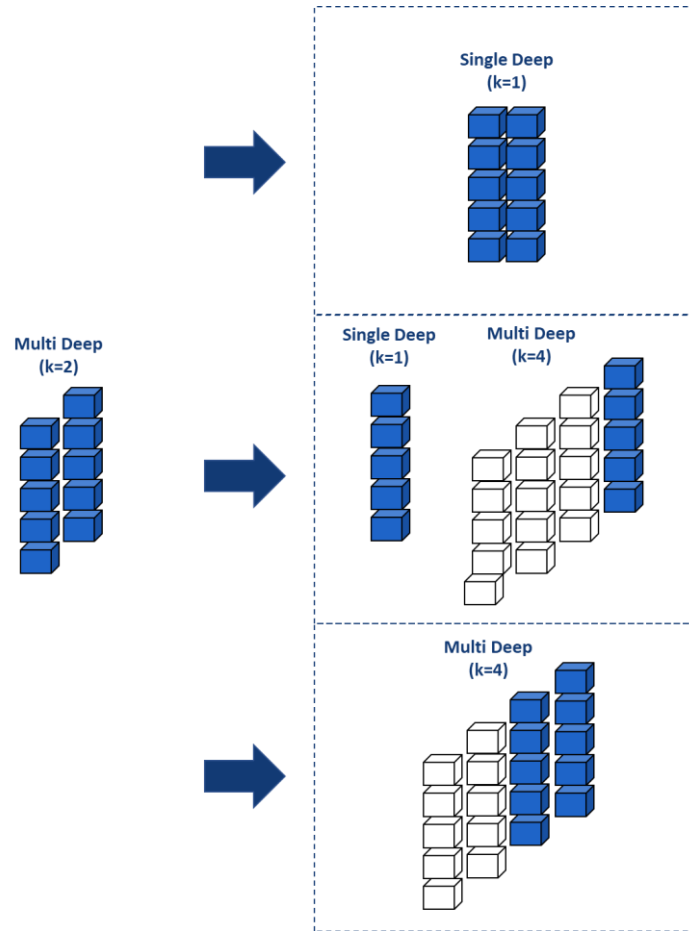 Single Deep
(k=1)
Multi Deep
(k=2)
Single Deep
(k=1)
Multi Deep
(k=4)
Multi Deep
(k=4)